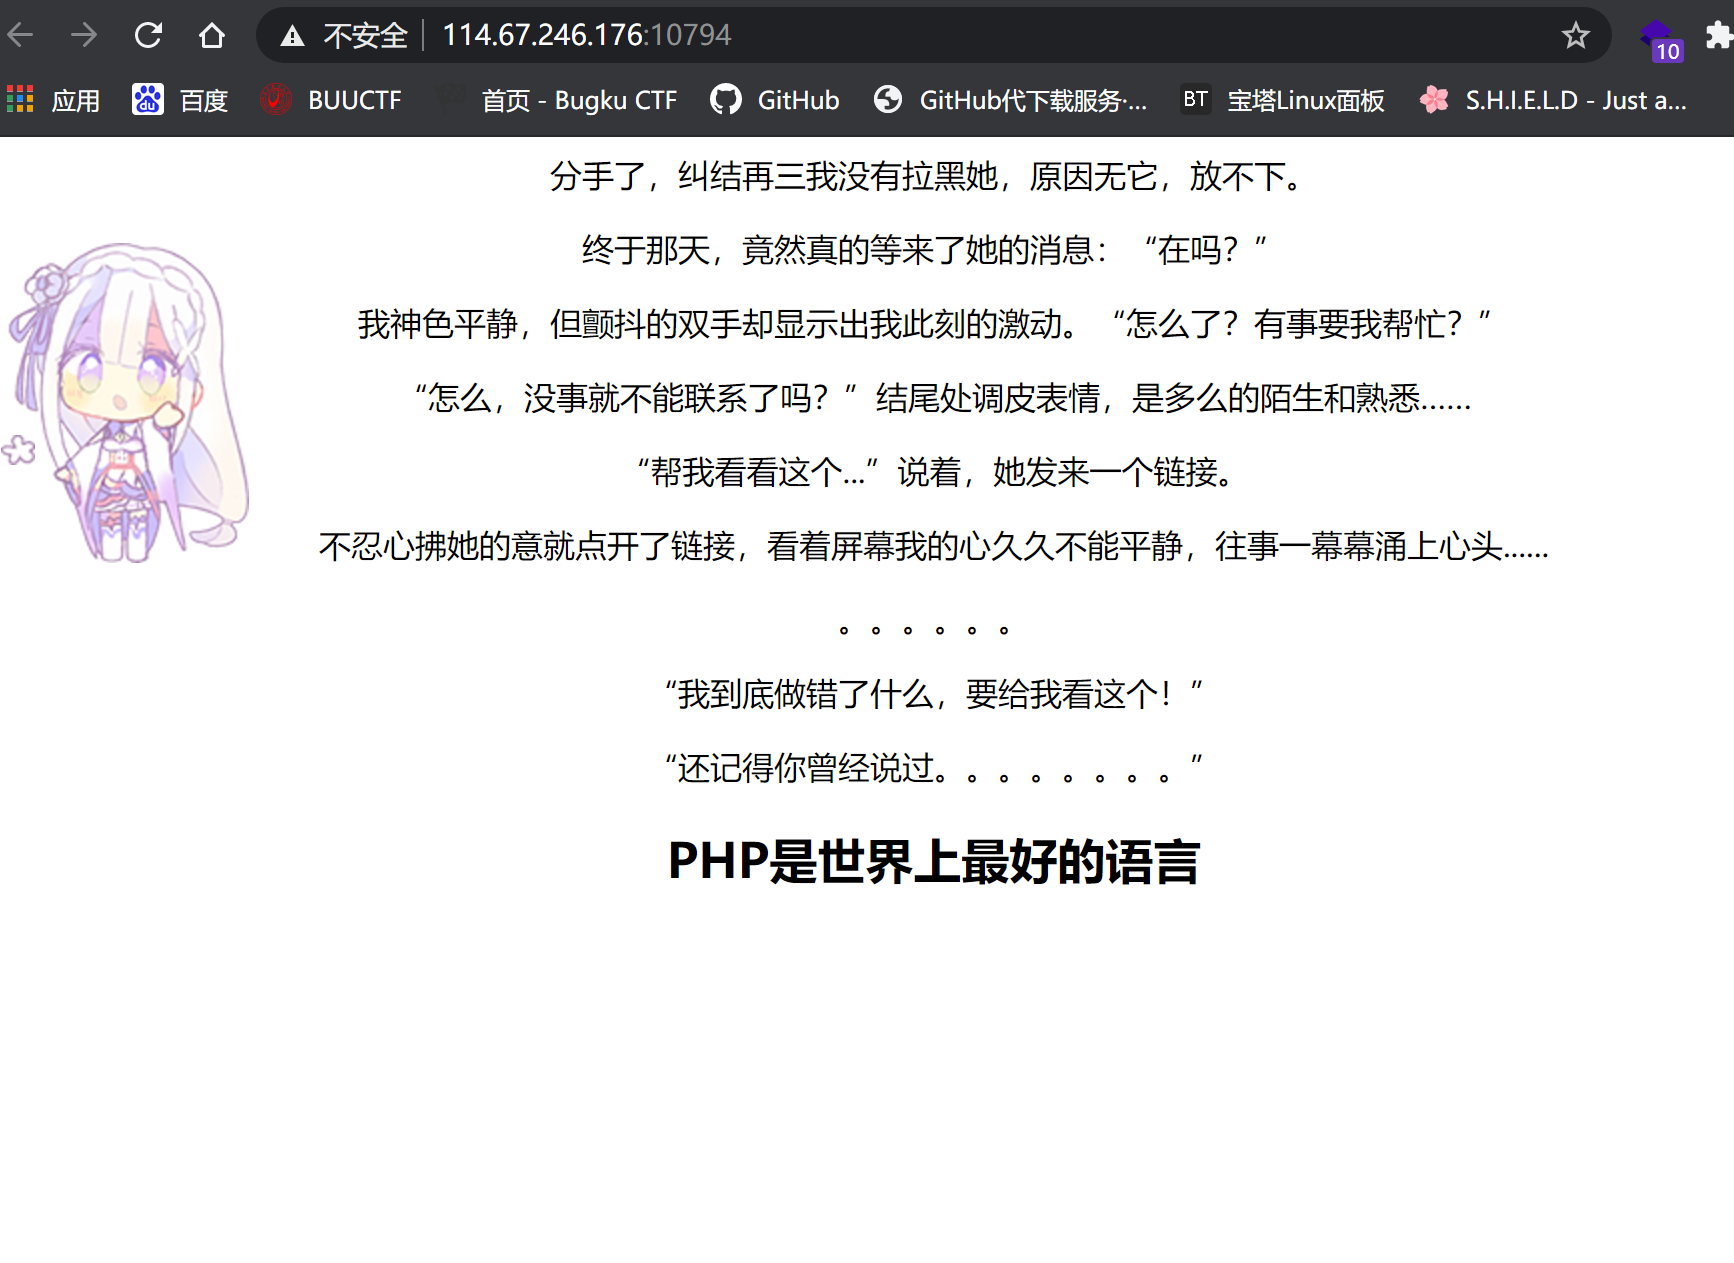 不安全 114.67.246.176:10794
10
应用 百度 BUUCTF 首页 - Bugku CTF GitHub GitHub代下载服务·... BT 宝塔Linux面板 S.H.I.E.L.D - Just a...
分手了，纠结再三我没有拉黑她，原因无它，放不下。
终于那天，竟然真的等来了她的消息：“在吗？”
我神色平静，但颤抖的双手却显示出我此刻的激动。“怎么了？有事要我帮忙？”
“怎么，没事就不能联系了吗？”结尾处调皮表情，是多么的陌生和熟悉......
“帮我看看这个...”说着，她发来一个链接。
不忍心拂她的意就点开了链接，看着屏幕我的心久久不能平静，往事一幕幕涌上心头......
。。。。。。
“我到底做错了什么，要给我看这个！”
“还记得你曾经说过。。。。。。。。”
PHP是世界上最好的语言